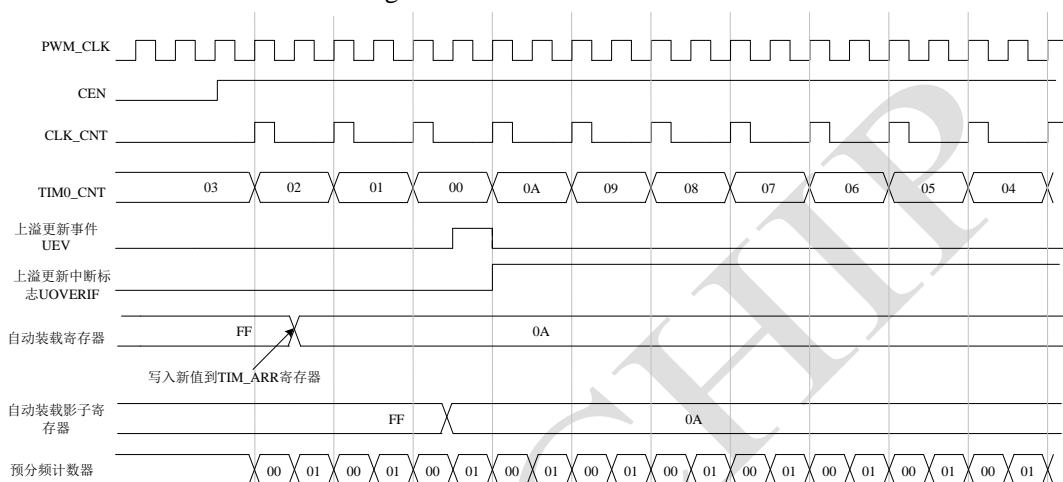 PWM_CLK
CEN
CLK_CNT
TIM0_CNT 03 02 01 00 0A 09 08 07 06 05 04
上溢更新事件
UEV
上溢更新中断标
志UOVERIF
自动装载寄存器 FF 0A
写入新值到TIM_ARR寄存器
自动装载影子寄
存器 FF 0A
预分频计数器 00 01 00 01 00 01 00 01 00 01 00 01 00 01 00 01 00 01 00 01
CHIP